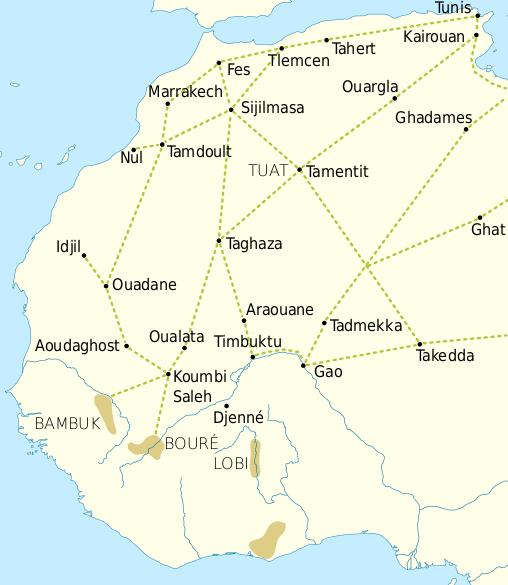 Tunis
Kairouan
Tahert
Tlemcen
Fes
Ouargla
Marrakech
Sijilmasa
Ghadames
Nul
Tamdoult
TUAT
Tamentit
Ghat
Idjil
Taghaza
Ouadane
Araouane
Tadmekka
Aoudaghost
Oualata
Timbuktu
Takedda
Koumbi
Saleh
Gao
Djenné
BAMBUK
BOURÉ
LOBI